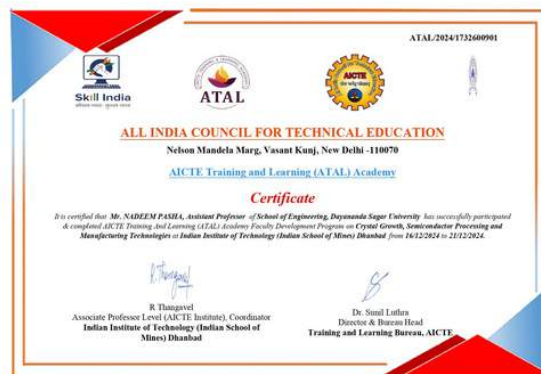 ATAL/2024/1732600901
Skill India
ATAL
AICTE
ALL INDIA COUNCIL FOR TECHNICAL EDUCATION
Nelson Mandela Marg, Vasant Kunj, New Delhi -110070
AICTE Training and Learning (ATAL) Academy
Certificate
It is certified that Mr. NADEEM PASHA, Assistant Professor of School of Engineering, Dayananda Sagar University has successfully participated
& completed AICTE Training And Learning (ATAL) Academy Faculty Development Program on Crystal Growth, Semiconductor Processing and
Manufacturing Technologies at Indian Institute of Technology (Indian School of Mines) Dhanbad from 16/12/2024 to 21/12/2024.
R.Thangavel
R Thangavel
Associate Professor Level (AICTE Institute), Coordinator
Indian Institute of Technology (Indian School of
Mines) Dhanbad
Dr. Sunil Luthra
Director & Bureau Head
Training and Learning Bureau, AICTE